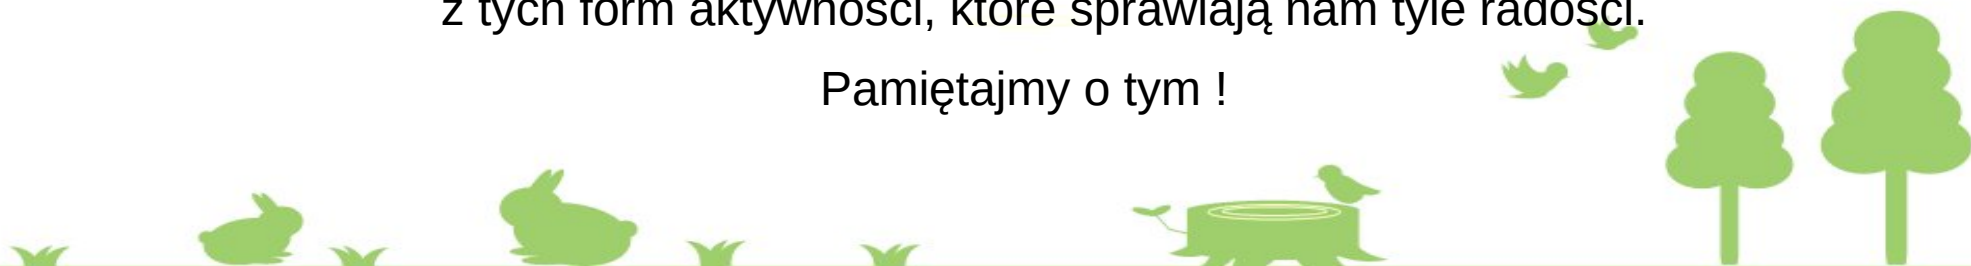 z tych form aktywności, które sprawiają nam tyle radości.
Pamiętajmy o tym !